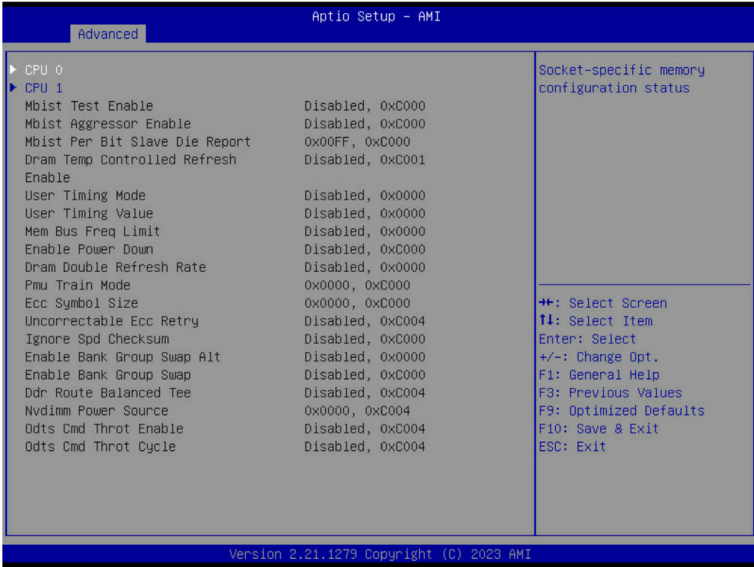 Aptio Setup - AMI
Advanced
CPU 0
CPU 1
Mbist Test Enable Disabled, 0xC000
Mbist Aggressor Enable Disabled, 0xC000
Mbist Per Bit Slave Die Report 0x00FF, 0xC000
Dram Temp Controlled Refresh Disabled, 0xC001
Enable
User Timing Mode Disabled, 0x0000
User Timing Value Disabled, 0x0000
Mem Bus Freq Limit Disabled, 0x0000
Enable Power Down Disabled, 0xC000
Dram Double Refresh Rate Disabled, 0x0000
Pmu Train Mode 0x0000, 0xC000
Ecc Symbol Size 0x0000, 0xC000
Uncorrectable Ecc Retry Disabled, 0xC004
Ignore Spd Checksum Disabled, 0xC000
Enable Bank Group Swap Alt Disabled, 0x0000
Enable Bank Group Swap Disabled, 0xC000
Ddr Route Balanced Tee Disabled, 0xC004
Nvdimm Power Source 0x0000, 0xC004
Odts Cmd Throt Enable Disabled, 0xC004
Odts Cmd Throt Cycle Disabled, 0xC004
Socket-specific memory
configuration status
→←: Select Screen
↑↓: Select Item
Enter: Select
+/-: Change Opt.
F1: General Help
F3: Previous Values
F9: Optimized Defaults
F10: Save & Exit
ESC: Exit
Version 2.21.1279 Copyright (C) 2023 AMI